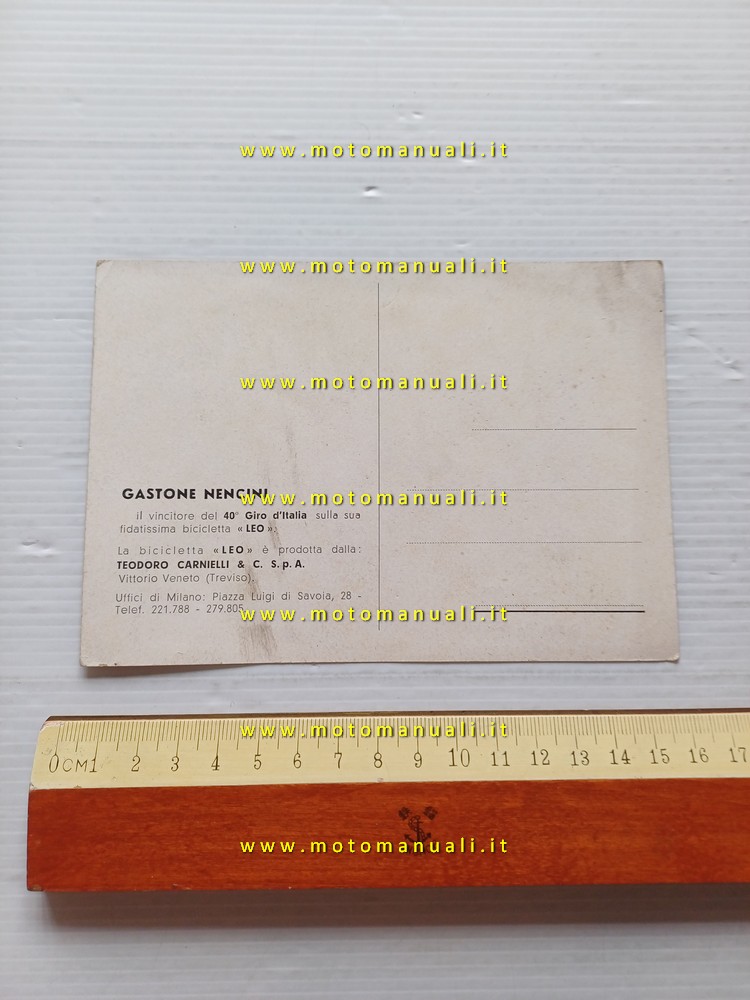 www.motomanuali.it
www.motomanuali.it
www.motomanuali.it
GASTONE NENCINI
www.motomanuali.it
il vincitore del 40° Giro d'Italia sulla sua
fidatissima bicicletta « LEO ».
La bicicletta « LEO » è prodotta dalla:
TEODORO CARNIELLI & C. S.p.A.
Vittorio Veneto (Treviso).
Uffici di Milano: Piazza Luigi di Savoia, 28 -
Telef. 221.788 - 279.805
www.motomanuali.it
www.motomanuali.it
0 CM 1 2 3 4 5 6 7 8 9 10 11 12 13 14 15 16 17
www.motomanuali.it